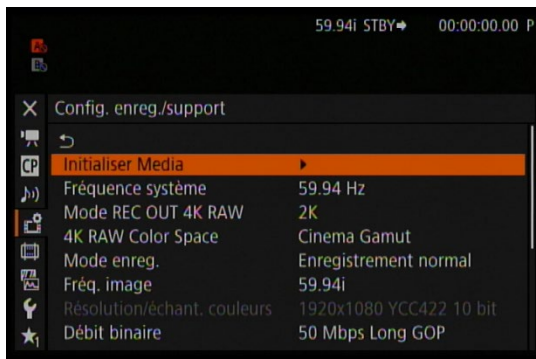 59.94i STBY➡ 00:00:00.00 P
A
B
Config. enreg./support
CP
Initialiser Media
Fréquence système 59.94 Hz
Mode REC OUT 4K RAW 2K
4K RAW Color Space Cinema Gamut
Mode enreg. Enregistrement normal
Fréq. image 59.94i
Résolution/échant. couleurs 1920x1080 YCC422 10 bit
Débit binaire 50 Mbps Long GOP
★1